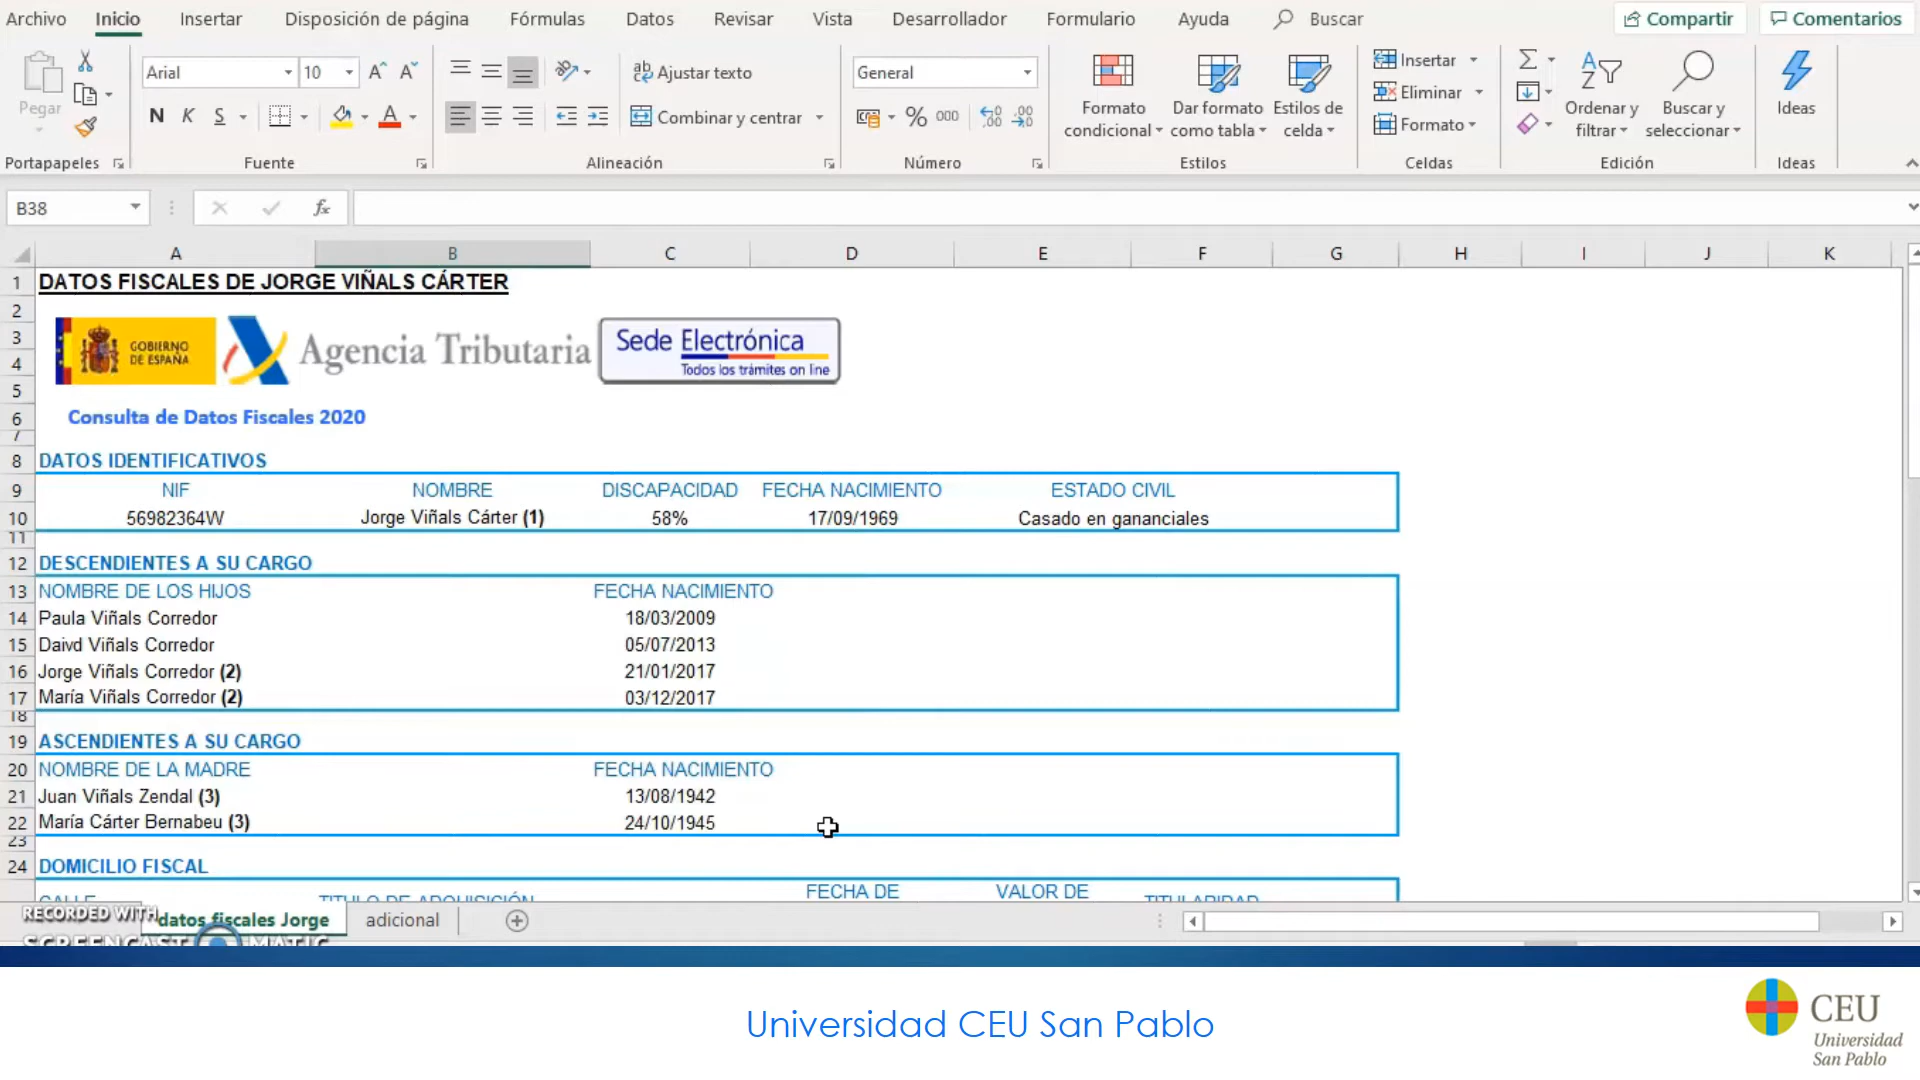 Archivo Inicio Insertar Disposición de página Fórmulas Datos Revisar Vista Desarrollador Formulario Ayuda Buscar Compartir Comentarios
Pegar
Portapapeles
Arial 10
N K S
Fuente
Ajustar texto
Combinar y centrar
Alineación
General
% 000
Número
Formato condicional
Dar formato como tabla
Estilos de celda
Estilos
Insertar
Eliminar
Formato
Celdas
Ordenar y filtrar
Buscar y seleccionar
Edición
Ideas
Ideas
B38 fx
A B C D E F G H I J K
1 DATOS FISCALES DE JORGE VIÑALS CÁRTER
2
3 GOBIERNO DE ESPAÑA Agencia Tributaria Sede Electrónica
4 Todos los trámites on line
5
6 Consulta de Datos Fiscales 2020
7
8 DATOS IDENTIFICATIVOS
9 NIF NOMBRE DISCAPACIDAD FECHA NACIMIENTO ESTADO CIVIL
10 56982364W Jorge Viñals Cárter (1) 58% 17/09/1969 Casado en gananciales
11
12 DESCENDIENTES A SU CARGO
13 NOMBRE DE LOS HIJOS FECHA NACIMIENTO
14 Paula Viñals Corredor 18/03/2009
15 Daivd Viñals Corredor 05/07/2013
16 Jorge Viñals Corredor (2) 21/01/2017
17 María Viñals Corredor (2) 03/12/2017
18
19 ASCENDIENTES A SU CARGO
20 NOMBRE DE LA MADRE FECHA NACIMIENTO
21 Juan Viñals Zendal (3) 13/08/1942
22 María Cárter Bernabeu (3) 24/10/1945
23
24 DOMICILIO FISCAL
CALLE TITULO DE ADQUISICIÓN FECHA DE VALOR DE TITULARIDAD
RECORDED WITH
SCREENCAST MATIC
datos fiscales Jorge adicional
Universidad CEU San Pablo
CEU
Universidad
San Pablo